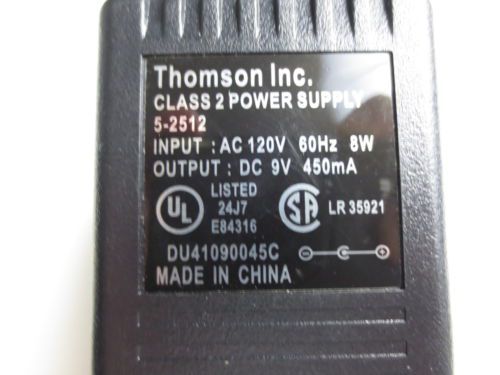 Thomson Inc.
CLASS 2 POWER SUPPLY
5-2512
INPUT : AC 120V 60Hz 8W
OUTPUT : DC 9V 450mA
UL LISTED
24J7
E84316
SA LR 35921
DU41090045C
MADE IN CHINA